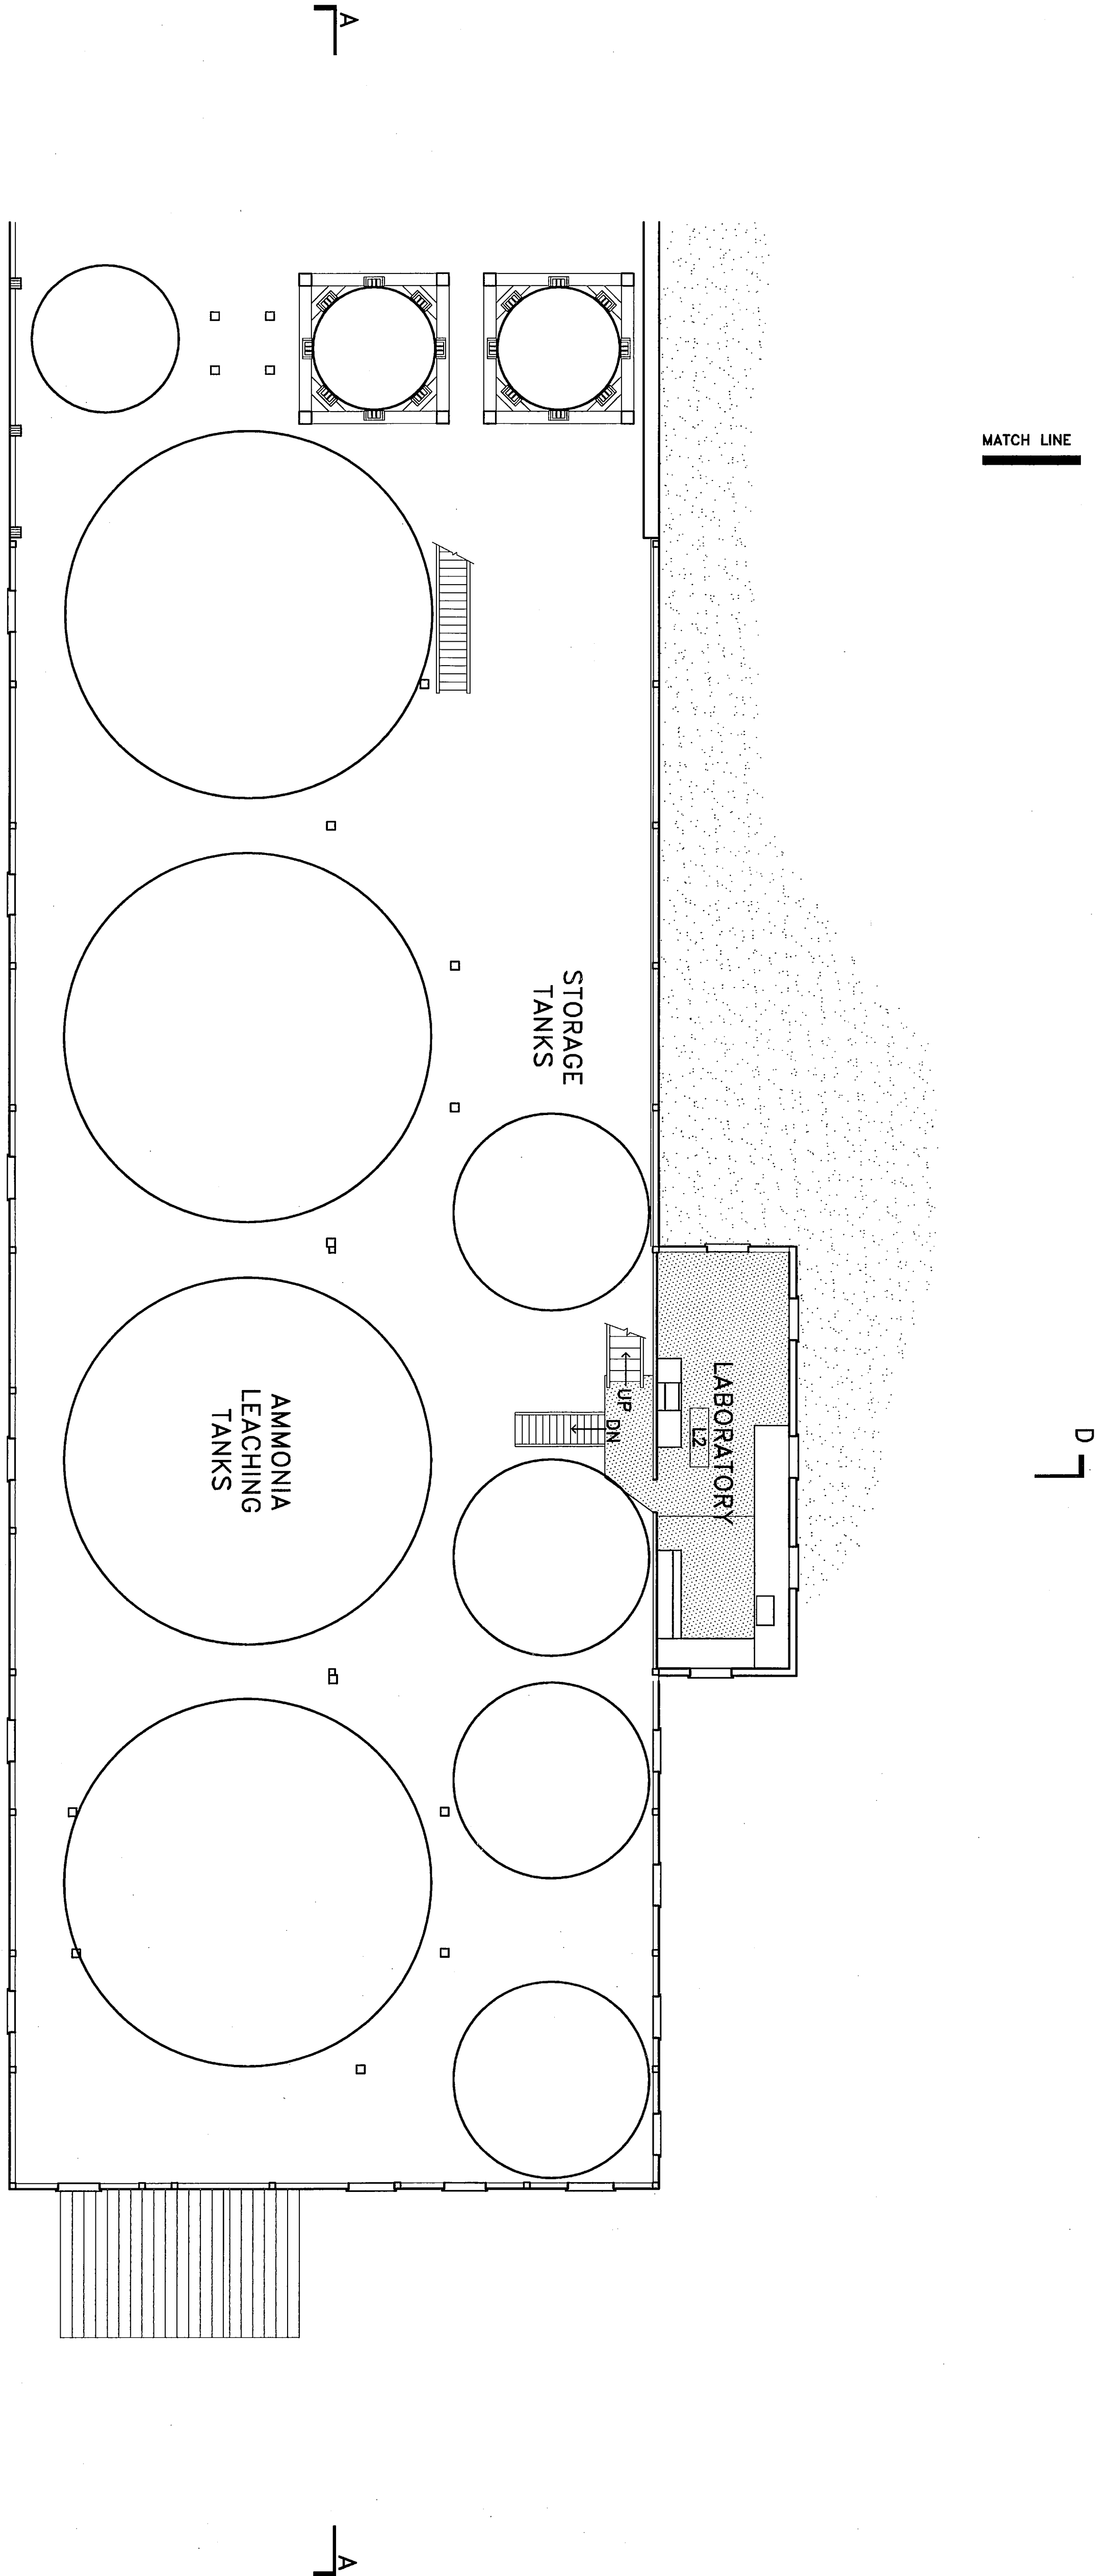 A
MATCH LINE
STORAGE
TANKS
UP
DN
L2
LABORATORY
AMMONIA
LEACHING
TANKS
D
A